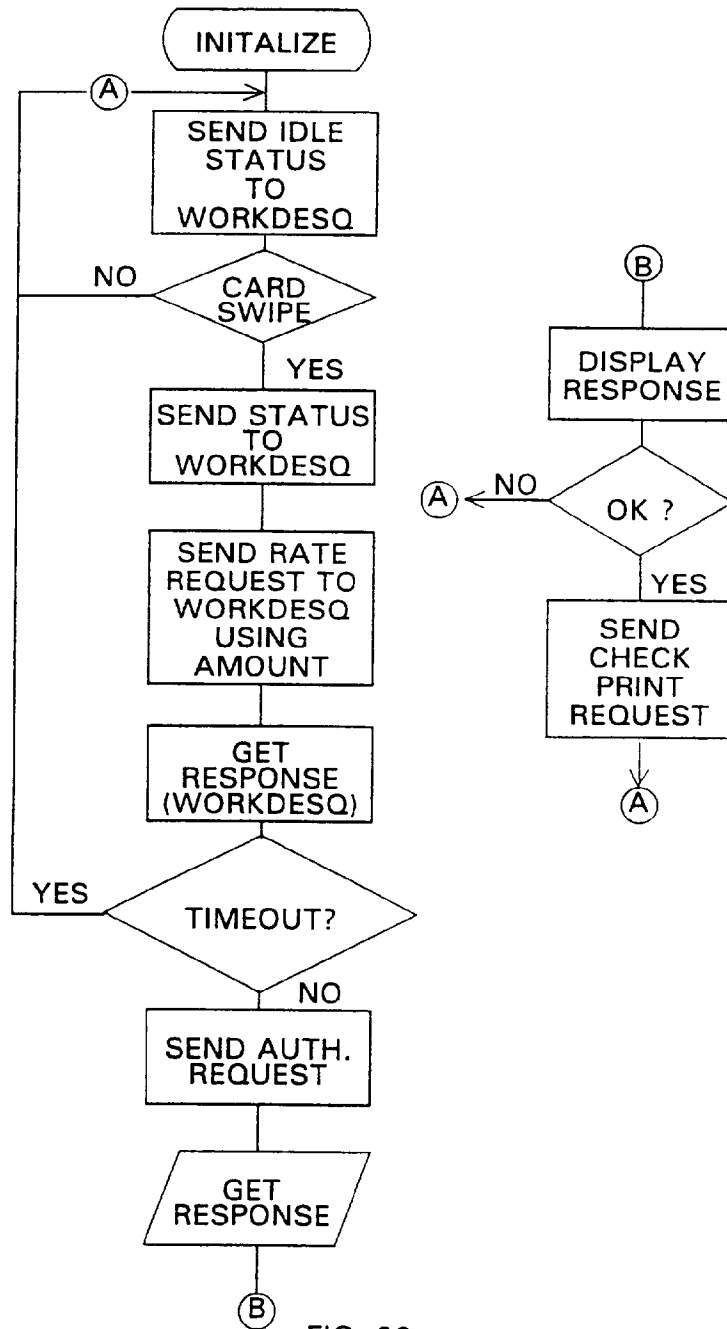 INITALIZE
A
SEND IDLE
STATUS
TO
WORKDESQ
NO
CARD
SWIPE
YES
SEND STATUS
TO
WORKDESQ
SEND RATE
REQUEST TO
WORKDESQ
USING
AMOUNT
GET
RESPONSE
(WORKDESQ)
YES
TIMEOUT?
NO
SEND AUTH.
REQUEST
GET
RESPONSE
B
B
DISPLAY
RESPONSE
A
NO
OK ?
YES
SEND
CHECK
PRINT
REQUEST
A